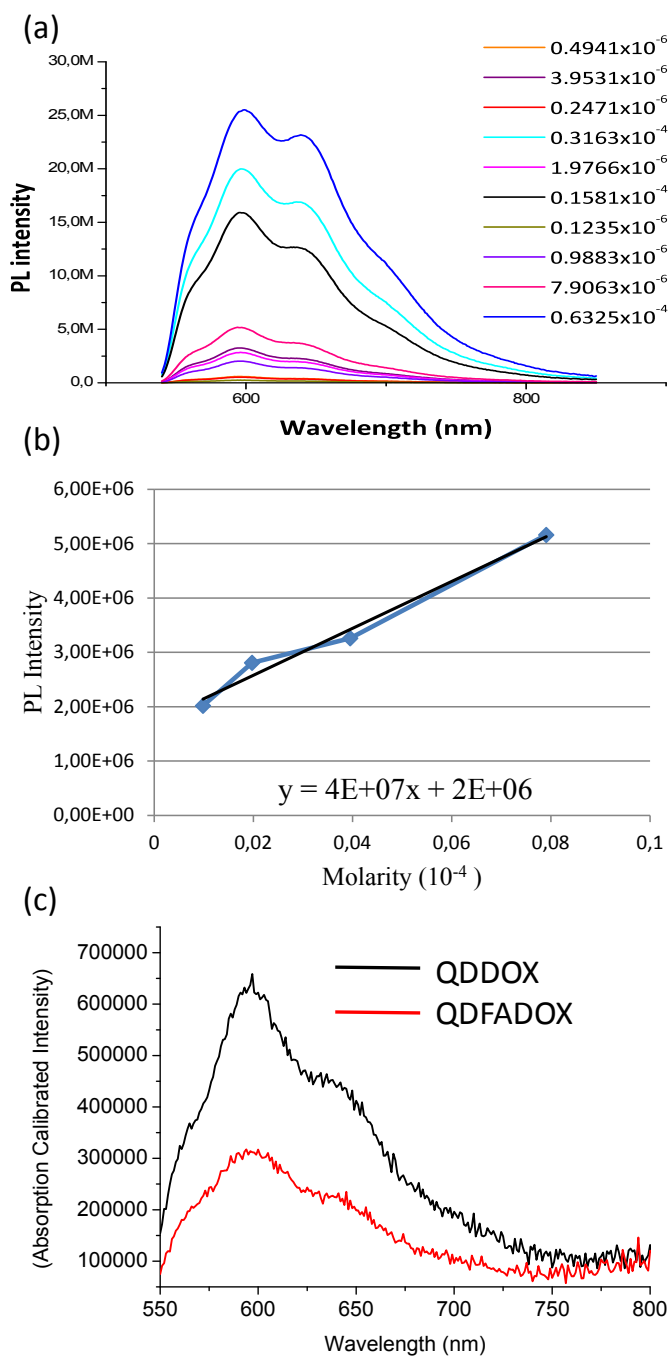 (a)
30,0M
25,0M
20,0M
15,0M
10,0M
5,0M
0,0
PL intensity
600
800
Wavelength (nm)
0.4941x10-6
3.9531x10-6
0.2471x10-6
0.3163x10-4
1.9766x10-6
0.1581x10-4
0.1235x10-6
0.9883x10-6
7.9063x10-6
0.6325x10-4
(b)
6,00E+06
5,00E+06
4,00E+06
3,00E+06
2,00E+06
1,00E+06
0,00E+00
PL Intensity
y = 4E+07x + 2E+06
0
0,02
0,04
0,06
0,08
0,1
Molarity (10-4 )
(c)
700000
600000
500000
400000
300000
200000
100000
(Absorption Calibrated Intensity)
QDDOX
QDFADOX
550
600
650
700
750
800
Wavelength (nm)